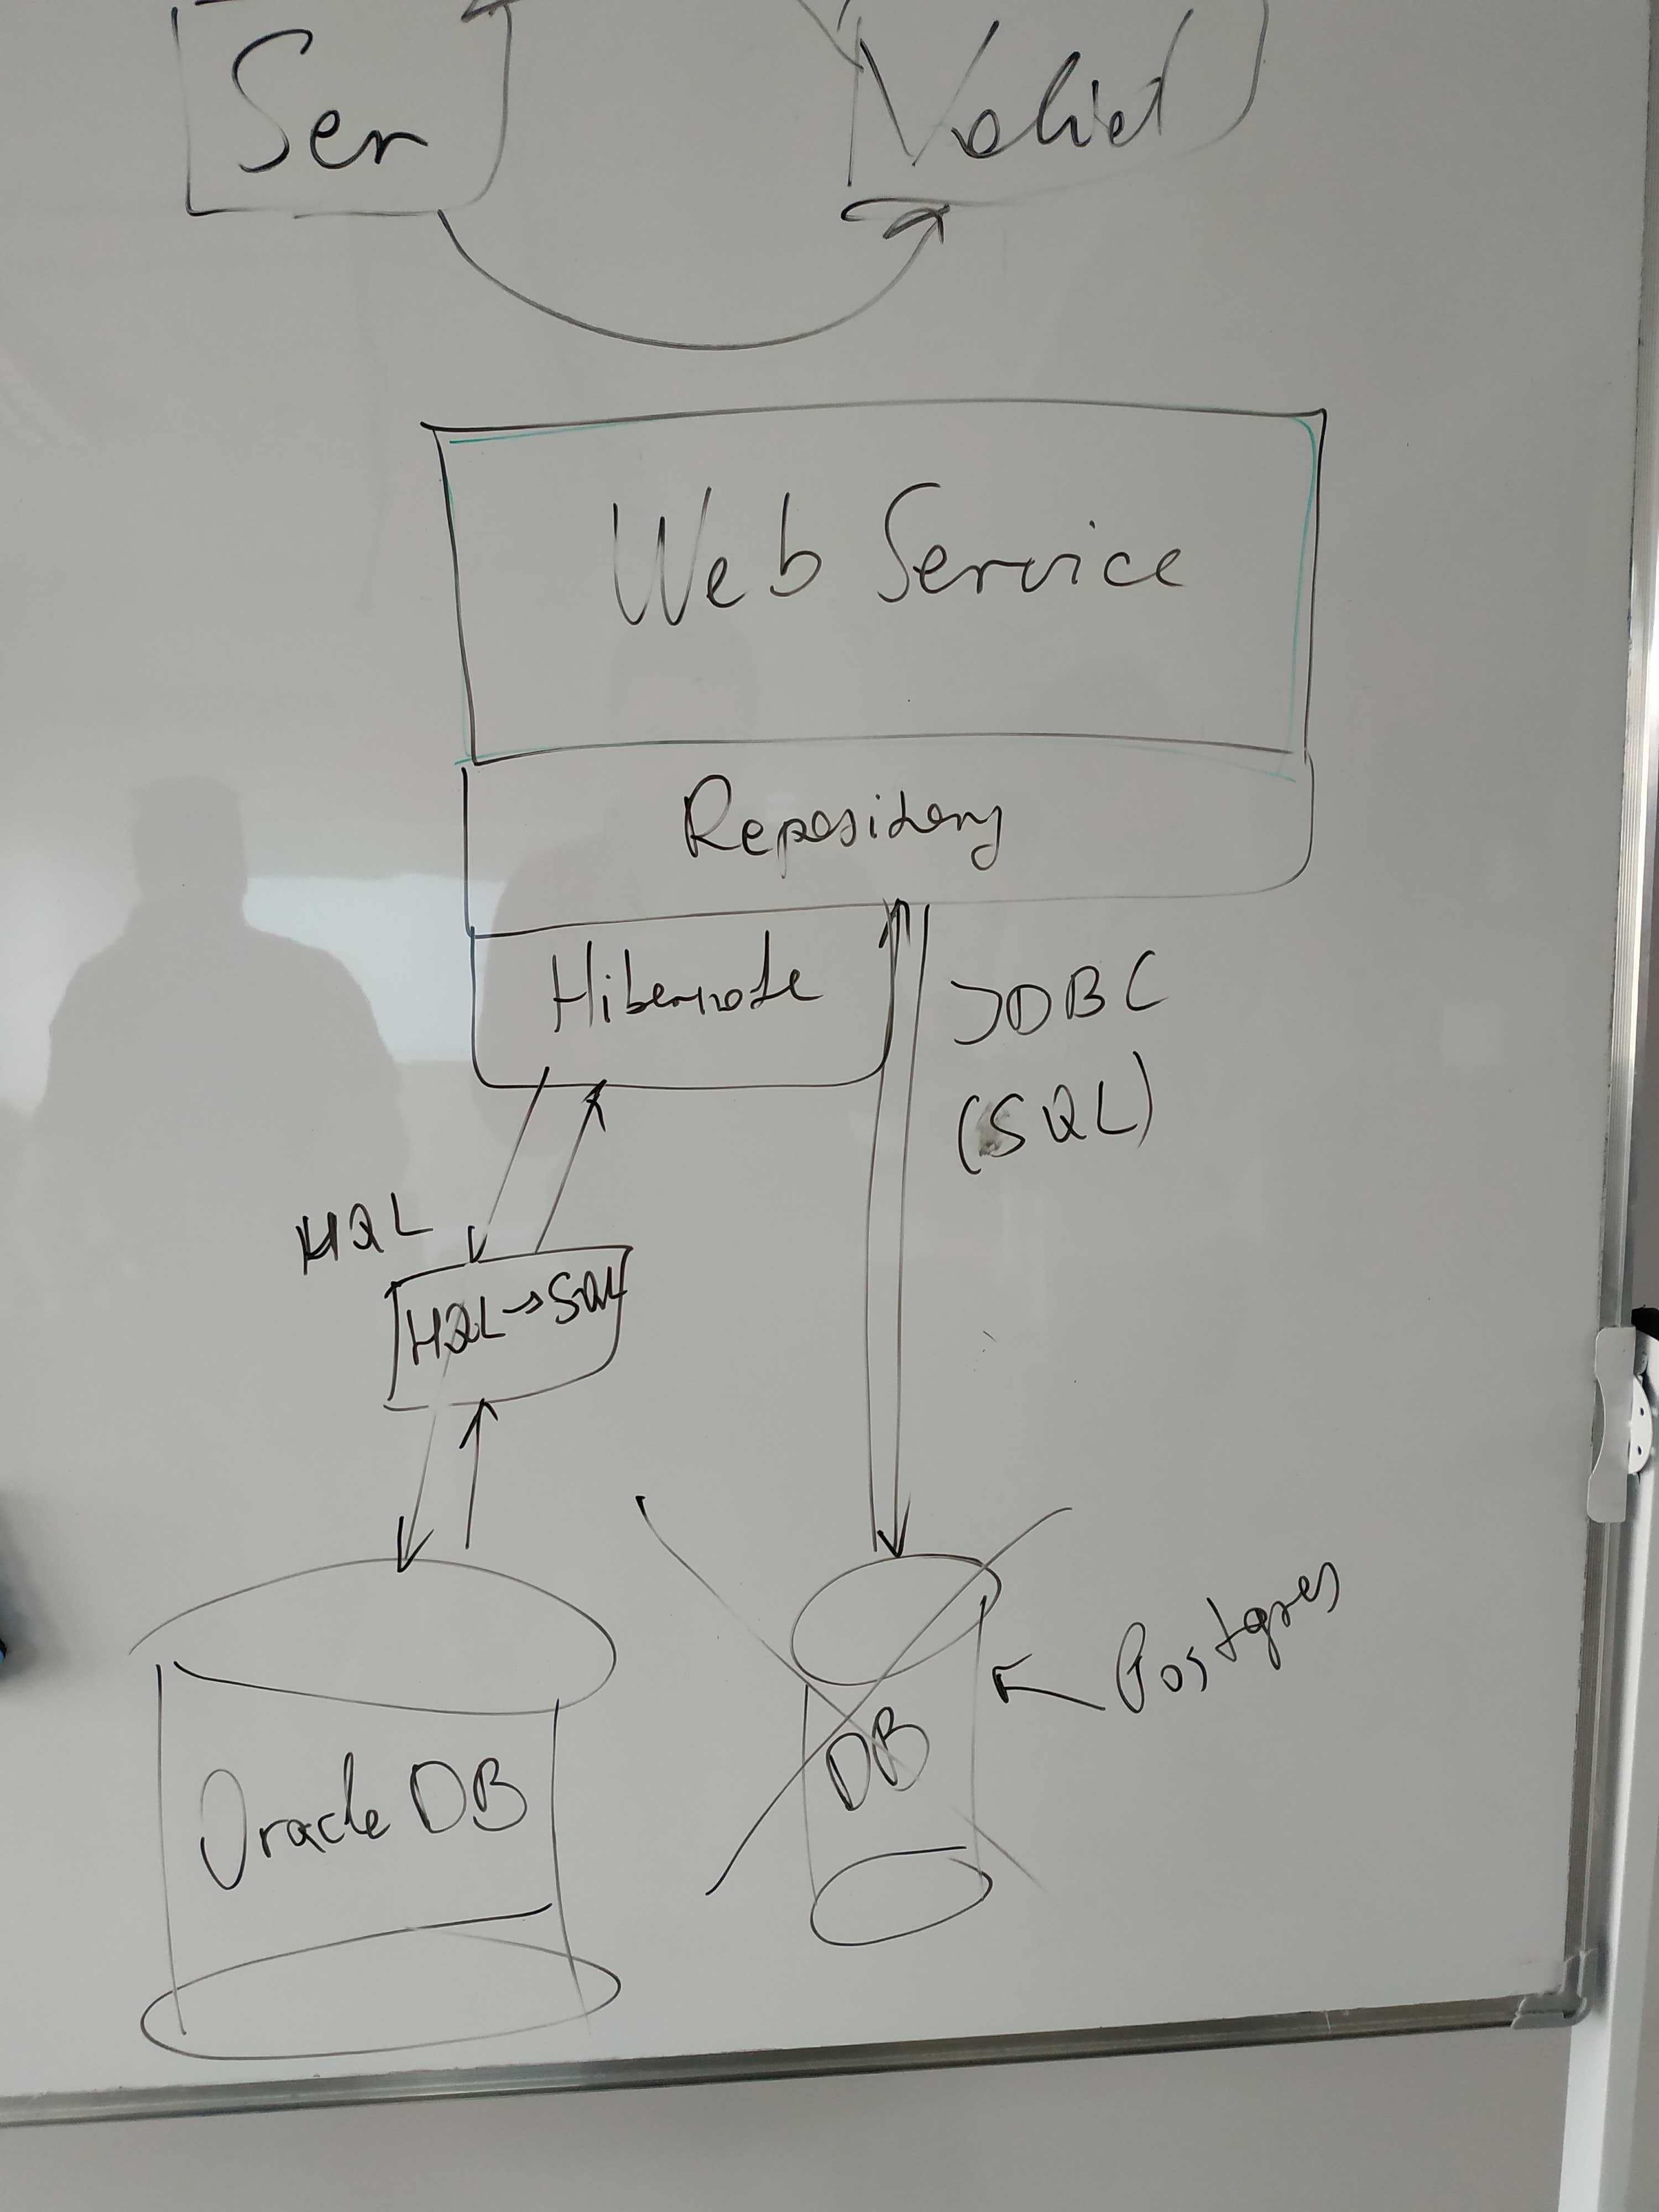 Ser
Valid
Web Service
Repository
Hibernate
JDBC
(SQL)
HQL
HQL → SQL
Oracle DB
DB
Postgres